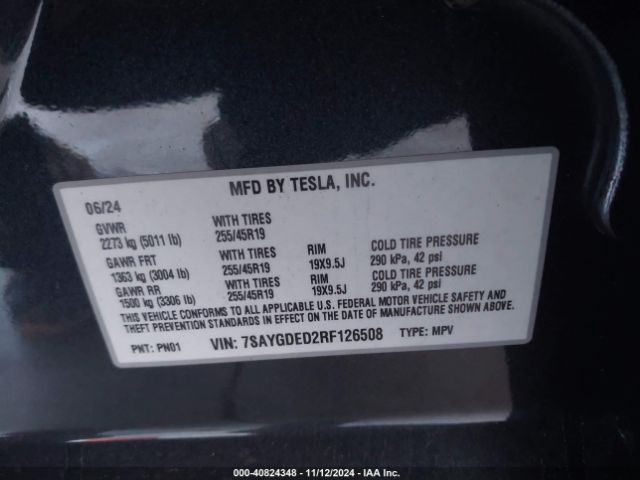 MFD BY TESLA, INC.
06/24
GVWR
2273 kg (5011 lb)
WITH TIRES
255/45R19
GAWR FRT
1363 kg (3004 lb)
WITH TIRES
255/45R19
RIM
19X9.5J
COLD TIRE PRESSURE
290 kPa, 42 psi
GAWR RR
1500 kg (3306 lb)
WITH TIRES
255/45R19
RIM
19X9.5J
COLD TIRE PRESSURE
290 kPa, 42 psi
THIS VEHICLE CONFORMS TO ALL APPLICABLE U.S. FEDERAL MOTOR VEHICLE SAFETY AND
THEFT PREVENTION STANDARDS IN EFFECT ON THE DATE OF MANUFACTURE SHOWN ABOVE.
PNT: PN01 VIN: 7SAYGDED2RF126508 TYPE: MPV
000-40824348 - 11/12/2024 - IAA Inc.